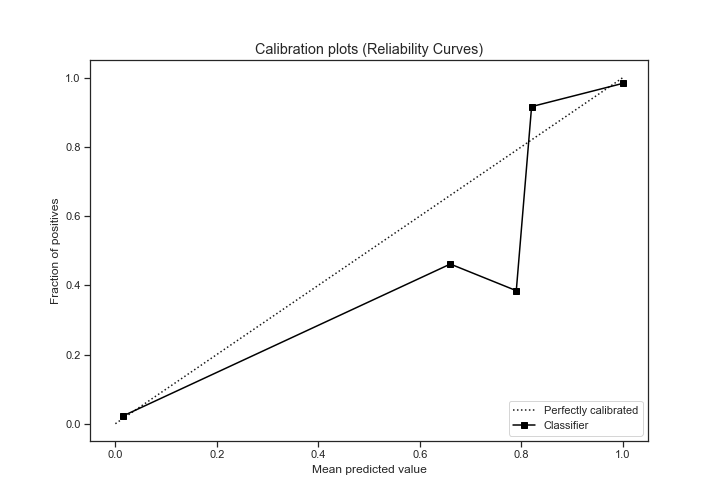 Calibration plots (Reliability Curves)
1.0
0.8
0.6
0.4
0.2
0.0
Fraction of positives
0.0 0.2 0.4 0.6 0.8 1.0
Mean predicted value
Perfectly calibrated
Classifier